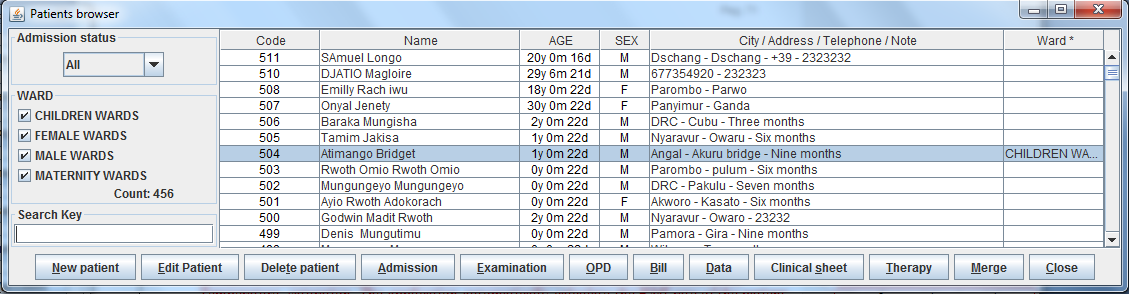 Patients browser
Admission status
All
WARD
CHILDREN WARDS
FEMALE WARDS
MALE WARDS
MATERNITY WARDS
Count: 456
Search Key
Code Name AGE SEX City / Address / Telephone / Note Ward *
511 SAmuel Longo 20y 0m 16d M Dschang - Dschang - +39 - 2323232
510 DJATIO Magloire 29y 6m 21d M 677354920 - 232323
508 Emilly Rach iwu 18y 0m 22d F Parombo - Parwo
507 Onyal Jenety 30y 0m 22d F Panyimur - Ganda
506 Baraka Mungisha 2y 0m 22d M DRC - Cubu - Three months
505 Tamim Jakisa 1y 0m 22d M Nyaravur - Owaru - Six months
504 Atimango Bridget 1y 0m 22d M Angal - Akuru bridge - Nine months CHILDREN WA...
503 Rwoth Omio Rwoth Omio 0y 0m 22d M Parombo - pulum - Six months
502 Mungungeyo Mungungeyo 0y 0m 22d M DRC - Pakulu - Seven months
501 Ayio Rwoth Adokorach 0y 0m 22d F Akworo - Kasato - Six months
500 Godwin Madit Rwoth 2y 0m 22d M Nyaravur - Owaro - 23232
499 Denis Mungutimu 0y 0m 22d M Pamora - Gira - Nine months
New patient Edit Patient Delete patient Admission Examination OPD Bill Data Clinical sheet Therapy Merge Close